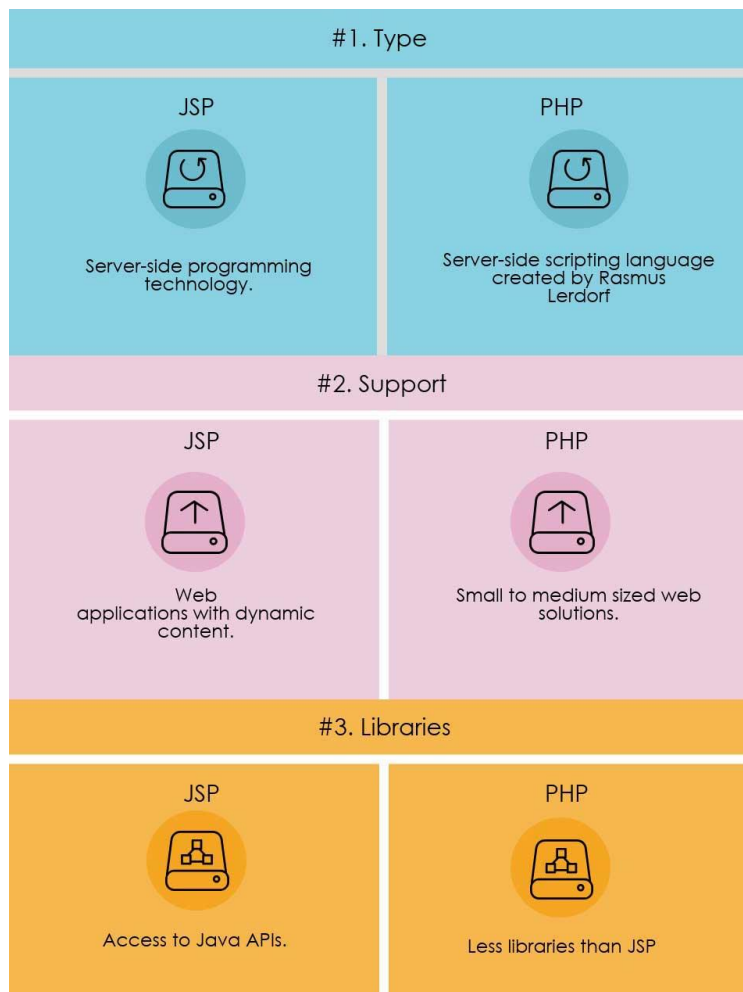 #1. Type
JSP
PHP
Server-side programming
technology.
Server-side scripting language
created by Rasmus
Lerdorf
#2. Support
JSP
PHP
Web
applications with dynamic
content.
Small to medium sized web
solutions.
#3. Libraries
JSP
PHP
Access to Java APIs.
Less libraries than JSP